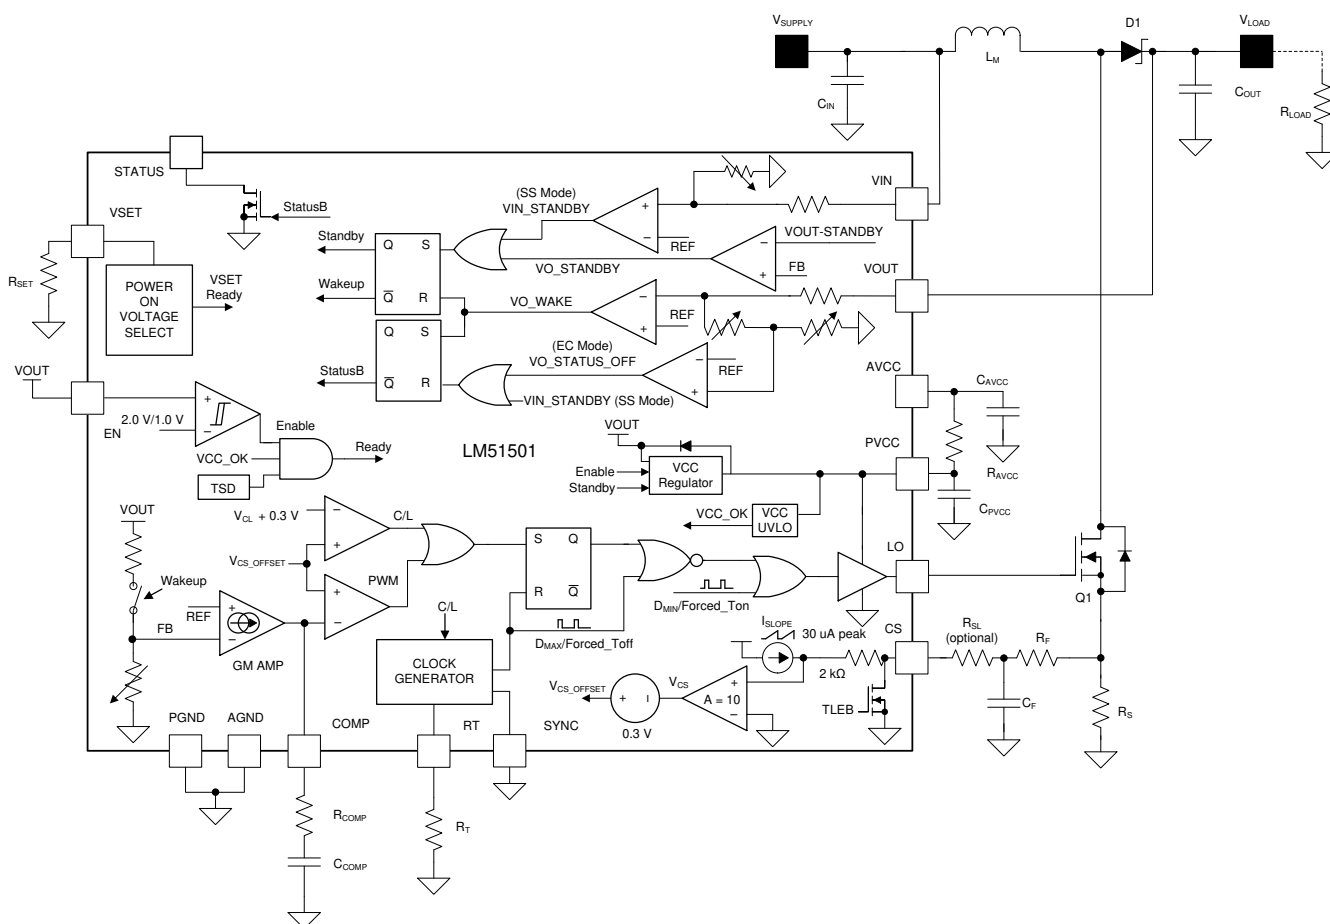 VSUPPLY
D1
VLOAD
LM
CIN
COUT
RLOAD
STATUS
StatusB
VSET
RSET
POWER
ON
VOLTAGE
SELECT
VSET
Ready
(SS Mode)
VIN_STANDBY
+
−
REF
VIN
Standby
Q
S
VOUT-STANDBY
−
+
FB
VO_STANDBY
VOUT
Wakeup
Q
R
VO_WAKE
−
+
REF
Q
S
(EC Mode)
VO_STATUS_OFF
−
+
REF
StatusB
Q
R
VIN_STANDBY (SS Mode)
AVCC
CAVCC
VOUT
EN
2.0 V/1.0 V
+
−
Enable
VCC_OK
TSD
Ready
LM51501
VOUT
Enable
Standby
VCC
Regulator
PVCC
RAVCC
CPVCC
VCC_OK
VCC
UVLO
VOUT
VCL + 0.3 V
−
+
C/L
VCS_OFFSET
Wakeup
REF
FB
+
−
GM AMP
+
−
PWM
S
Q
R
Q
DMAX/Forced_Toff
DMIN/Forced_Ton
LO
Q1
C/L
CLOCK
GENERATOR
ISLOPE
30 uA peak
2 kΩ
CS
RSL
(optional)
RF
CF
RS
VCS_OFFSET
+
I
0.3 V
VCS
A = 10
+
−
TLEB
PGND
AGND
COMP
RT
SYNC
RCOMP
CCOMP
RT